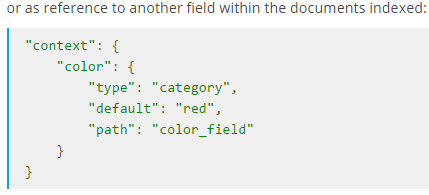 or as reference to another field within the documents indexed:
"context": {
    "color": {
        "type": "category",
        "default": "red",
        "path": "color_field"
    }
}